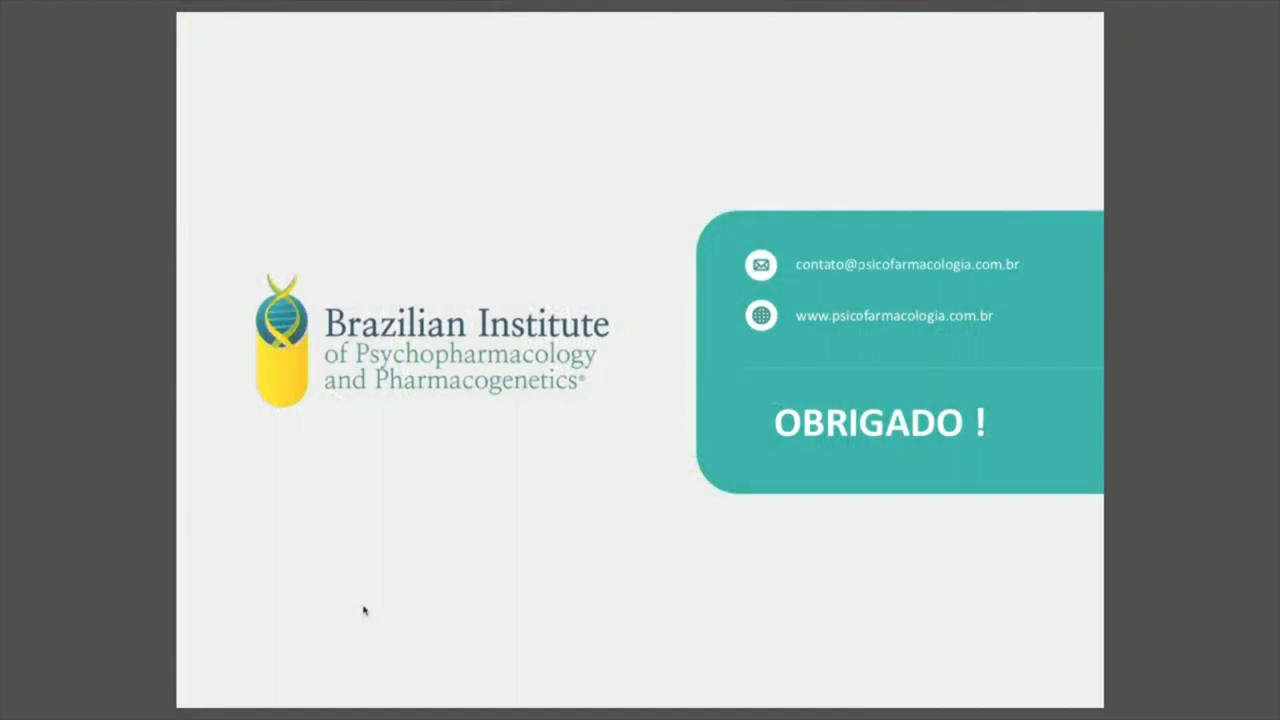 Brazilian Institute
of Psychopharmacology
and Pharmacogenetics®
contato@psicofarmacologia.com.br
www.psicofarmacologia.com.br
OBRIGADO !